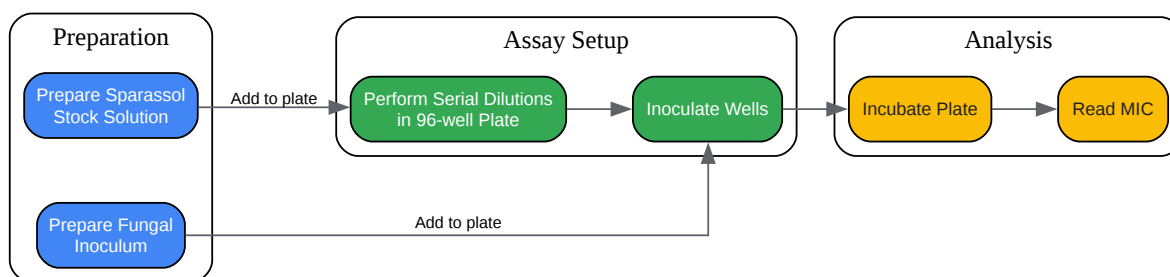 Preparation
Prepare Sparassol
Stock Solution
Prepare Fungal
Inoculum
Add to plate
Add to plate
Assay Setup
Perform Serial Dilutions
in 96-well Plate
Inoculate Wells
Analysis
Incubate Plate
Read MIC